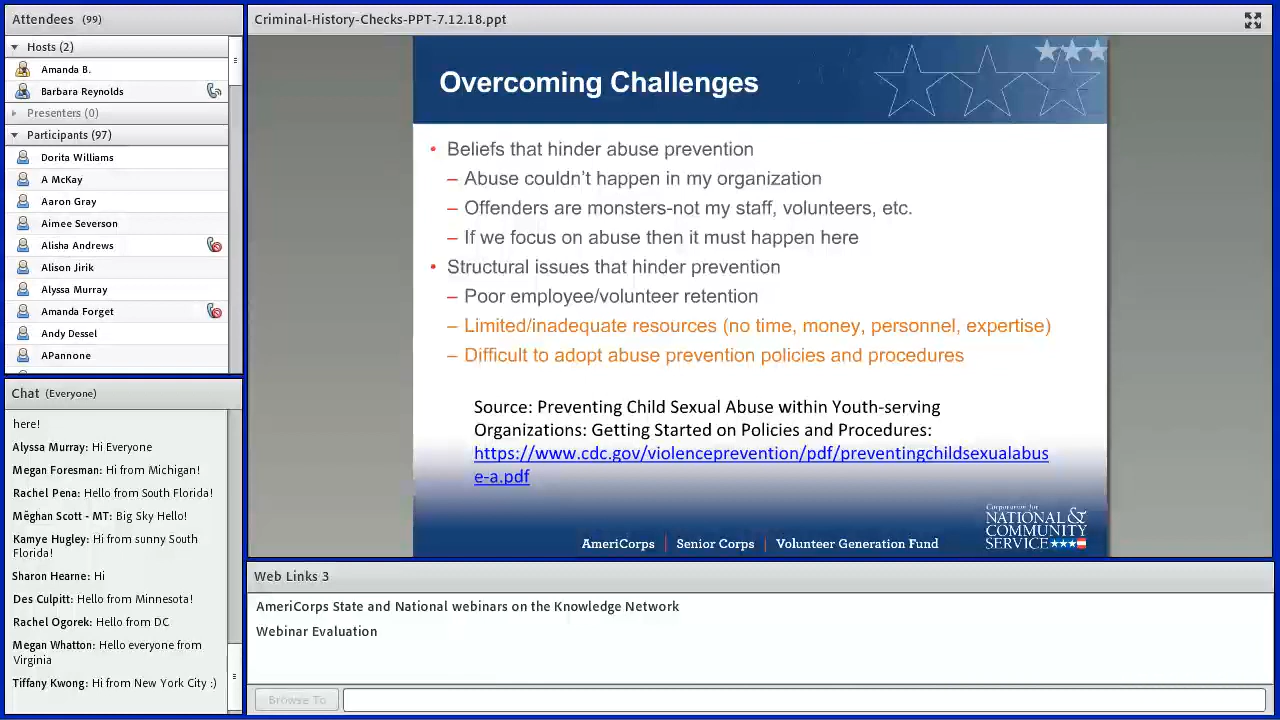 Attendees (99)
Hosts (2)
Amanda B.
Barbara Reynolds
Presenters (0)
Participants (97)
Dorita Williams
A McKay
Aaron Gray
Aimee Severson
Alisha Andrews
Alison Jirik
Alyssa Murray
Amanda Forget
Andy Dessel
APannone
Chat (Everyone)
here!
Alyssa Murray: Hi Everyone
Megan Foresman: Hi from Michigan!
Rachel Pena: Hello from South Florida!
Mëghan Scott - MT: Big Sky Hello!
Kamye Hugley: Hi from sunny South
Florida!
Sharon Hearne: Hi
Des Culpitt: Hello from Minnesota!
Rachel Ogorek: Hello from DC
Megan Whatton: Hello everyone from
Virginia
Tiffany Kwong: Hi from New York City :)
Criminal-History-Checks-PPT-7.12.18.ppt
Overcoming Challenges
• Beliefs that hinder abuse prevention
– Abuse couldn’t happen in my organization
– Offenders are monsters-not my staff, volunteers, etc.
– If we focus on abuse then it must happen here
• Structural issues that hinder prevention
– Poor employee/volunteer retention
– Limited/inadequate resources (no time, money, personnel, expertise)
– Difficult to adopt abuse prevention policies and procedures
Source: Preventing Child Sexual Abuse within Youth-serving
Organizations: Getting Started on Policies and Procedures:
https://www.cdc.gov/violenceprevention/pdf/preventingchildsexualabus
e-a.pdf
AmeriCorps | Senior Corps | Volunteer Generation Fund
Corporation for
NATIONAL &
COMMUNITY
SERVICE
Web Links 3
AmeriCorps State and National webinars on the Knowledge Network
Webinar Evaluation
Browse To